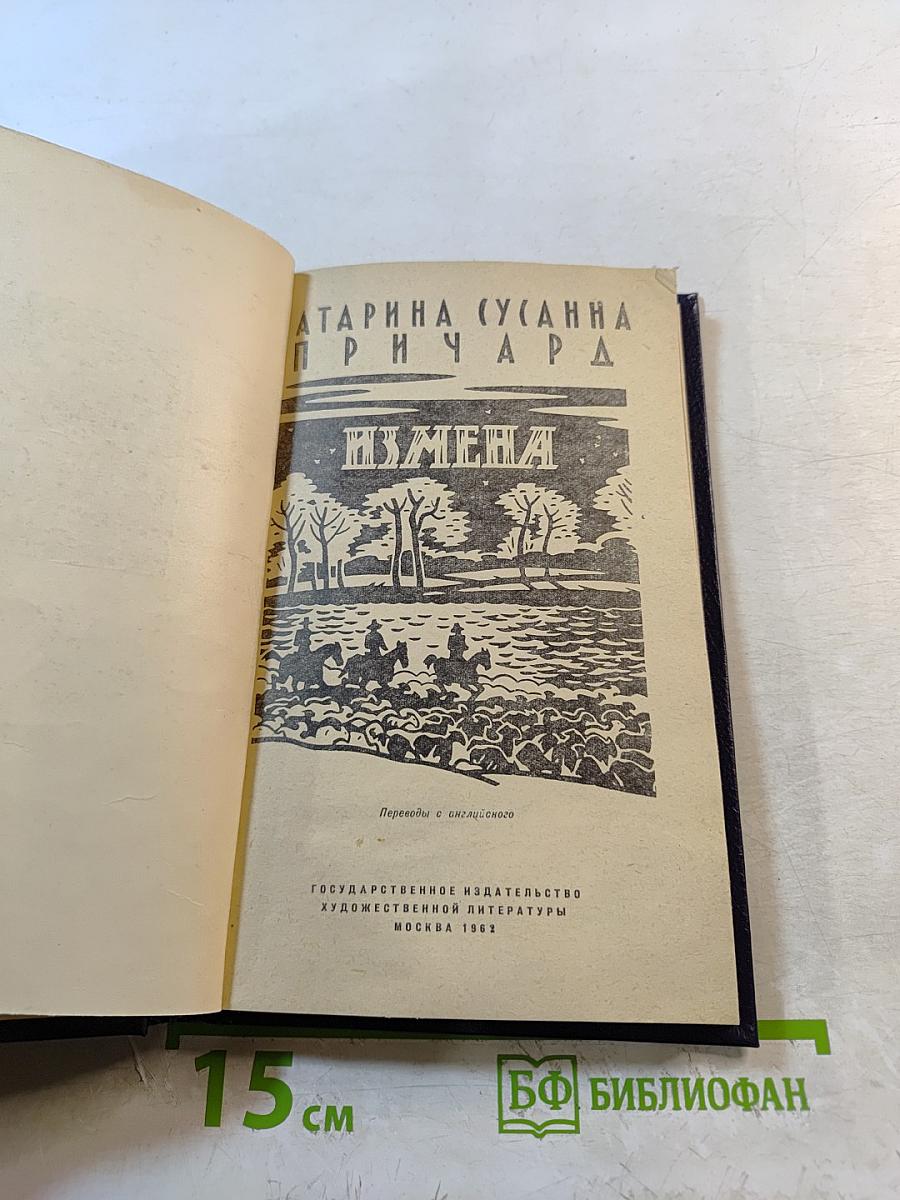 АТАРИНА СУСАННА
ПРИЧАРД
ИЗМЕНА
Переводы с английского
ГОСУДАРСТВЕННОЕ ИЗДАТЕЛЬСТВО
ХУДОЖЕСТВЕННОЙ ЛИТЕРАТУРЫ
МОСКВА 1962
15 см
БФ БИБЛИОФАН